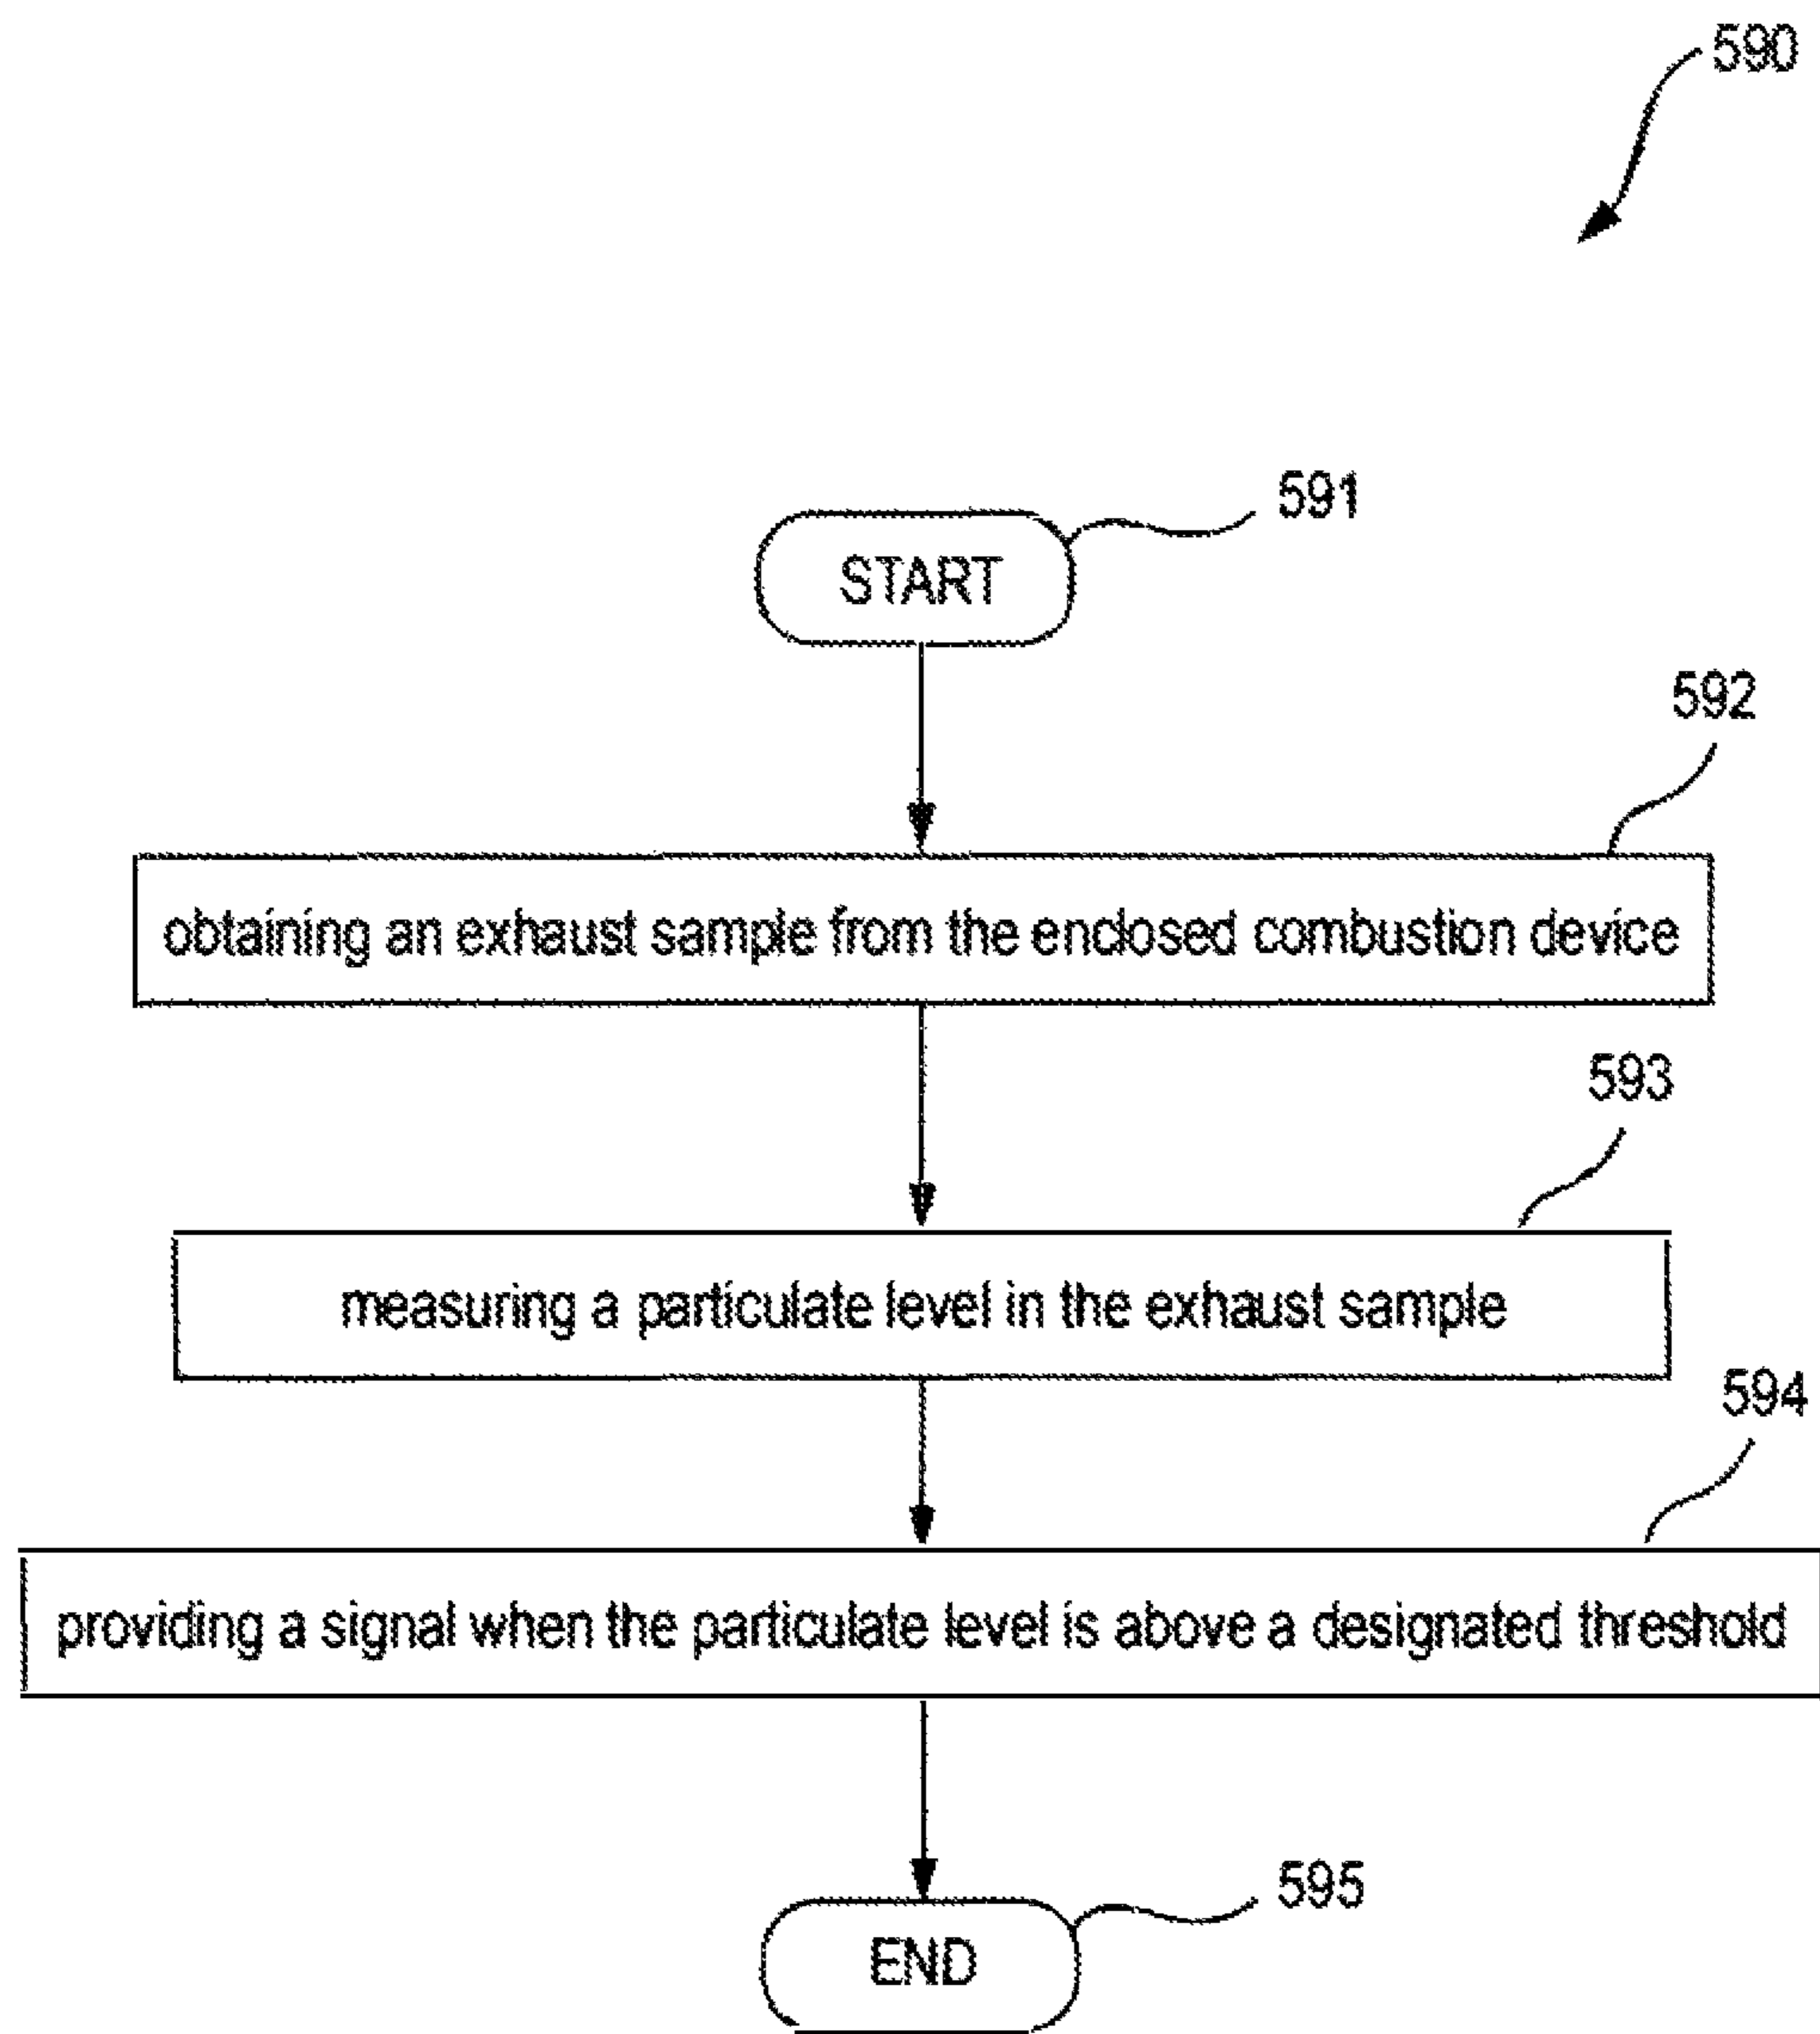 590
591
START
592
obtaining an exhaust sample from the enclosed combustion device
593
measuring a particulate level in the exhaust sample
594
providing a signal when the particulate level is above a designated threshold
595
END